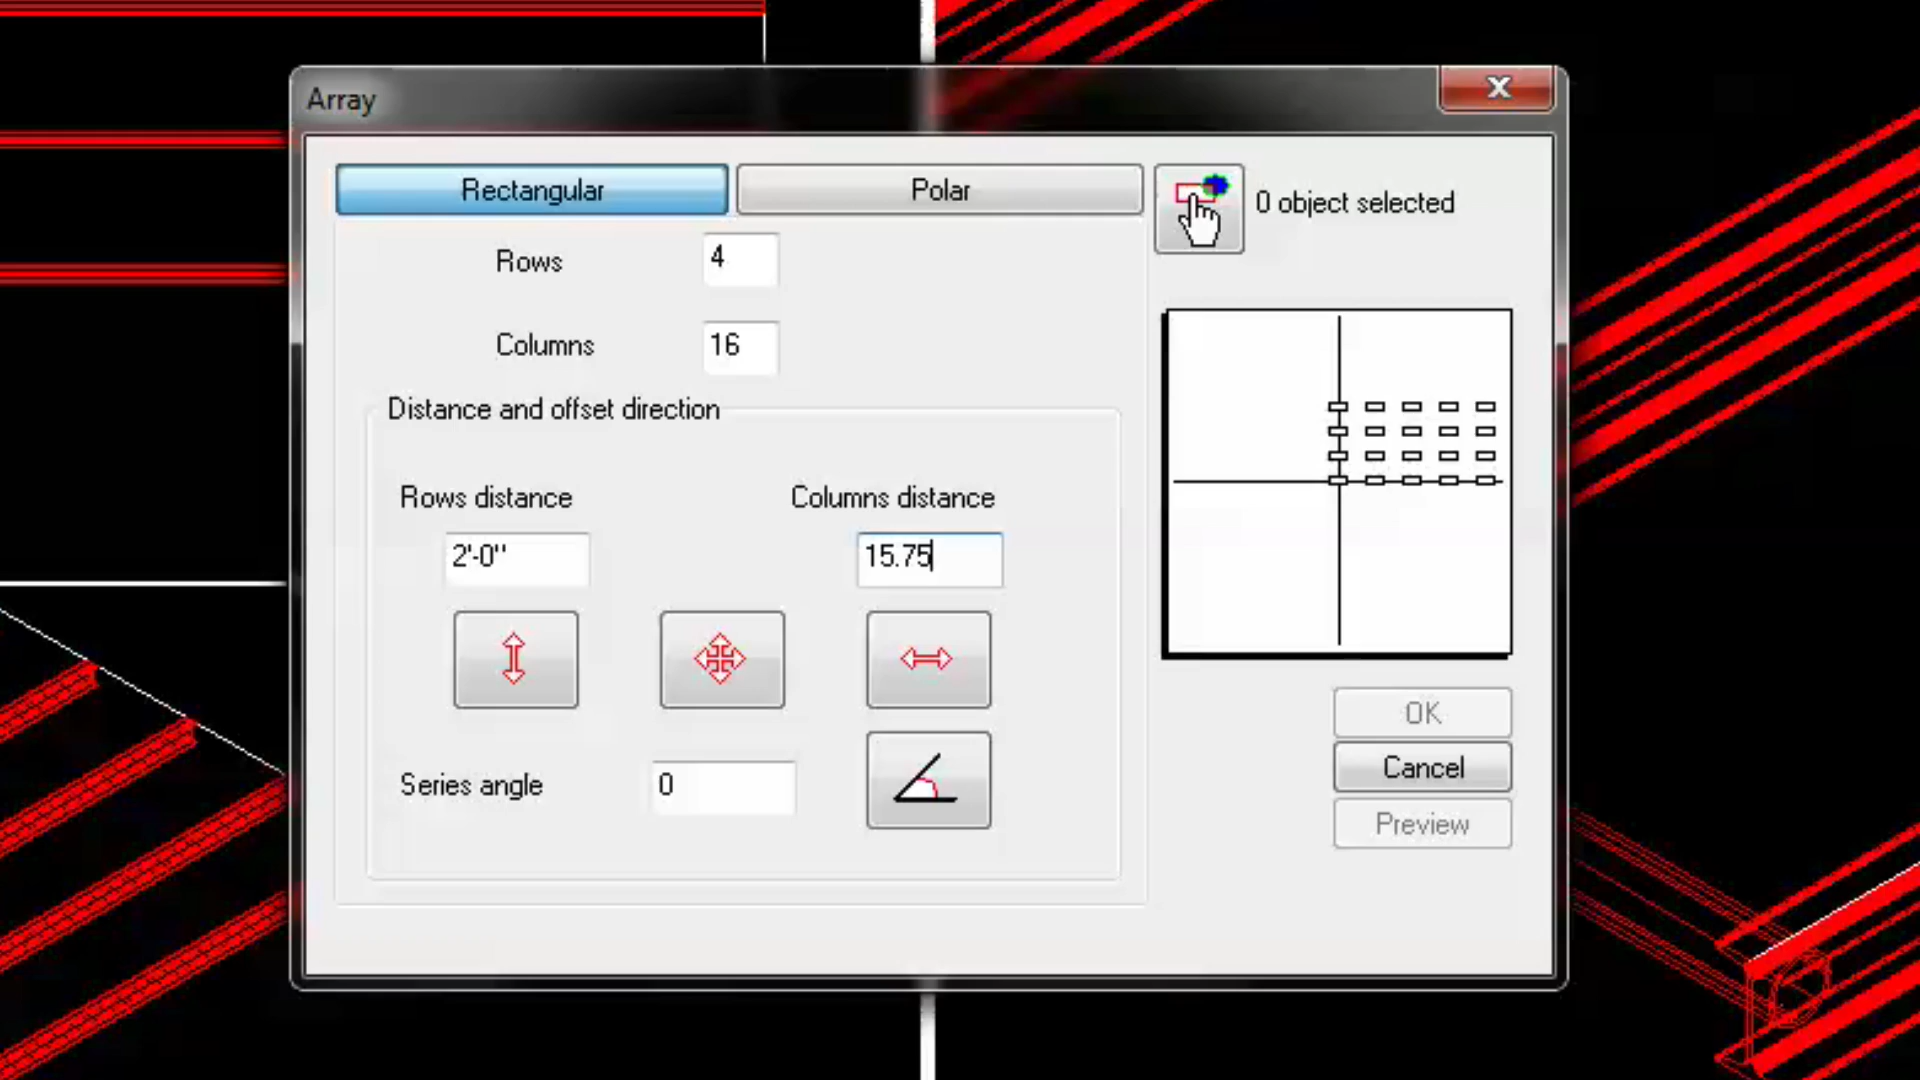 Array
X
Rectangular
Polar
0 object selected
Rows
4
Columns
16
Distance and offset direction
Rows distance
Columns distance
2'-0"
15.75
Series angle
0
OK
Cancel
Preview